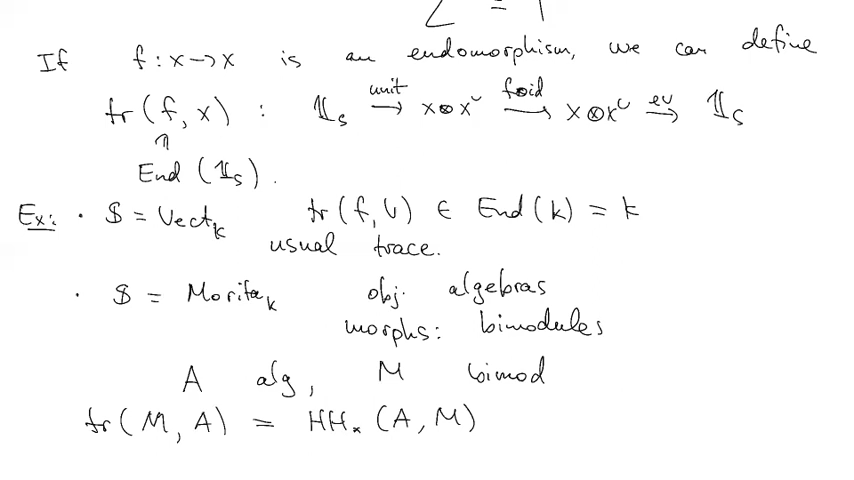 Σ = 1
If f : x → x is an endomorphism, we can define
tr(f, x) : 𝟙_S →^{unit} x ⊗ x^∪ →^{f⊗id} x ⊗ x^∪ →^{ev} 𝟙_S
∩
End (𝟙_S).
Ex: · $ = Vect_k tr(f, V) ∈ End(k) = k
usual trace.
· $ = Morita_k obj: algebras
morphs: bimodules
A alg, M bimod
tr(M, A) = HH_*(A, M)